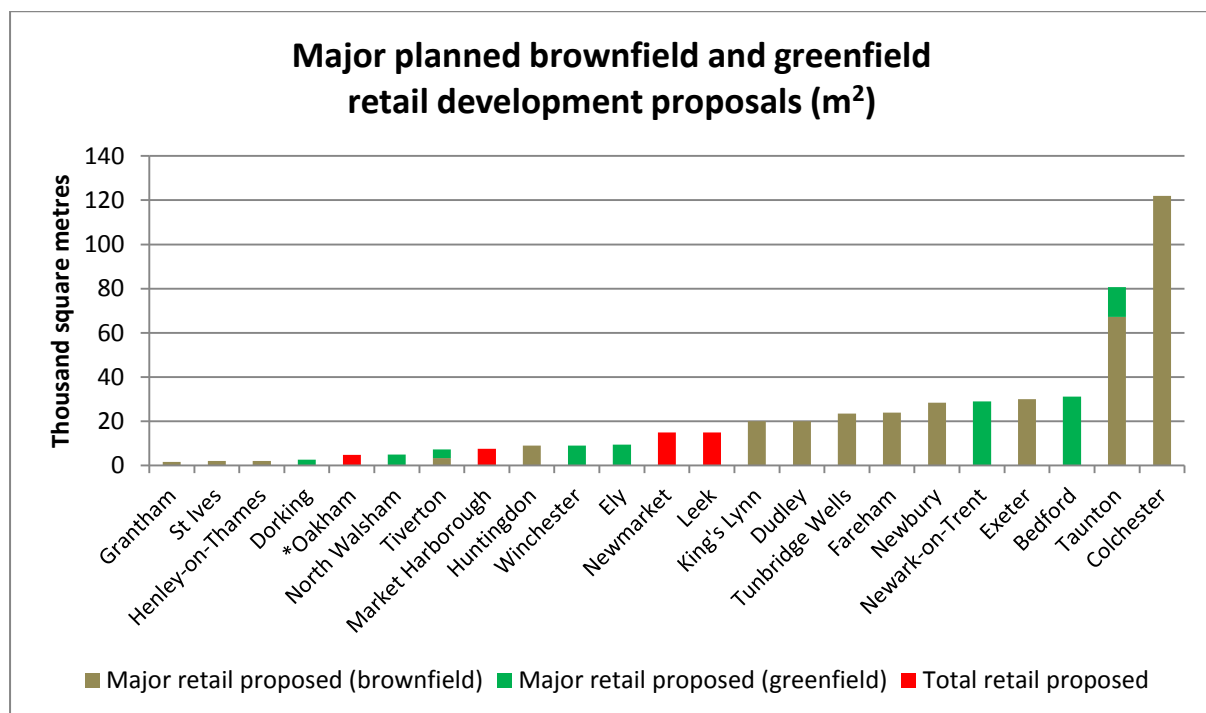 Major planned brownfield and greenfield
retail development proposals (m²)
Thousand square metres
140
120
100
80
60
40
20
0
Grantham
St Ives
Henley-on-Thames
Dorking
*Oakham
North Walsham
Tiverton
Market Harborough
Huntingdon
Winchester
Ely
Newmarket
Leek
King's Lynn
Dudley
Tunbridge Wells
Fareham
Newbury
Newark-on-Trent
Exeter
Bedford
Taunton
Colchester
Major retail proposed (brownfield)
Major retail proposed (greenfield)
Total retail proposed